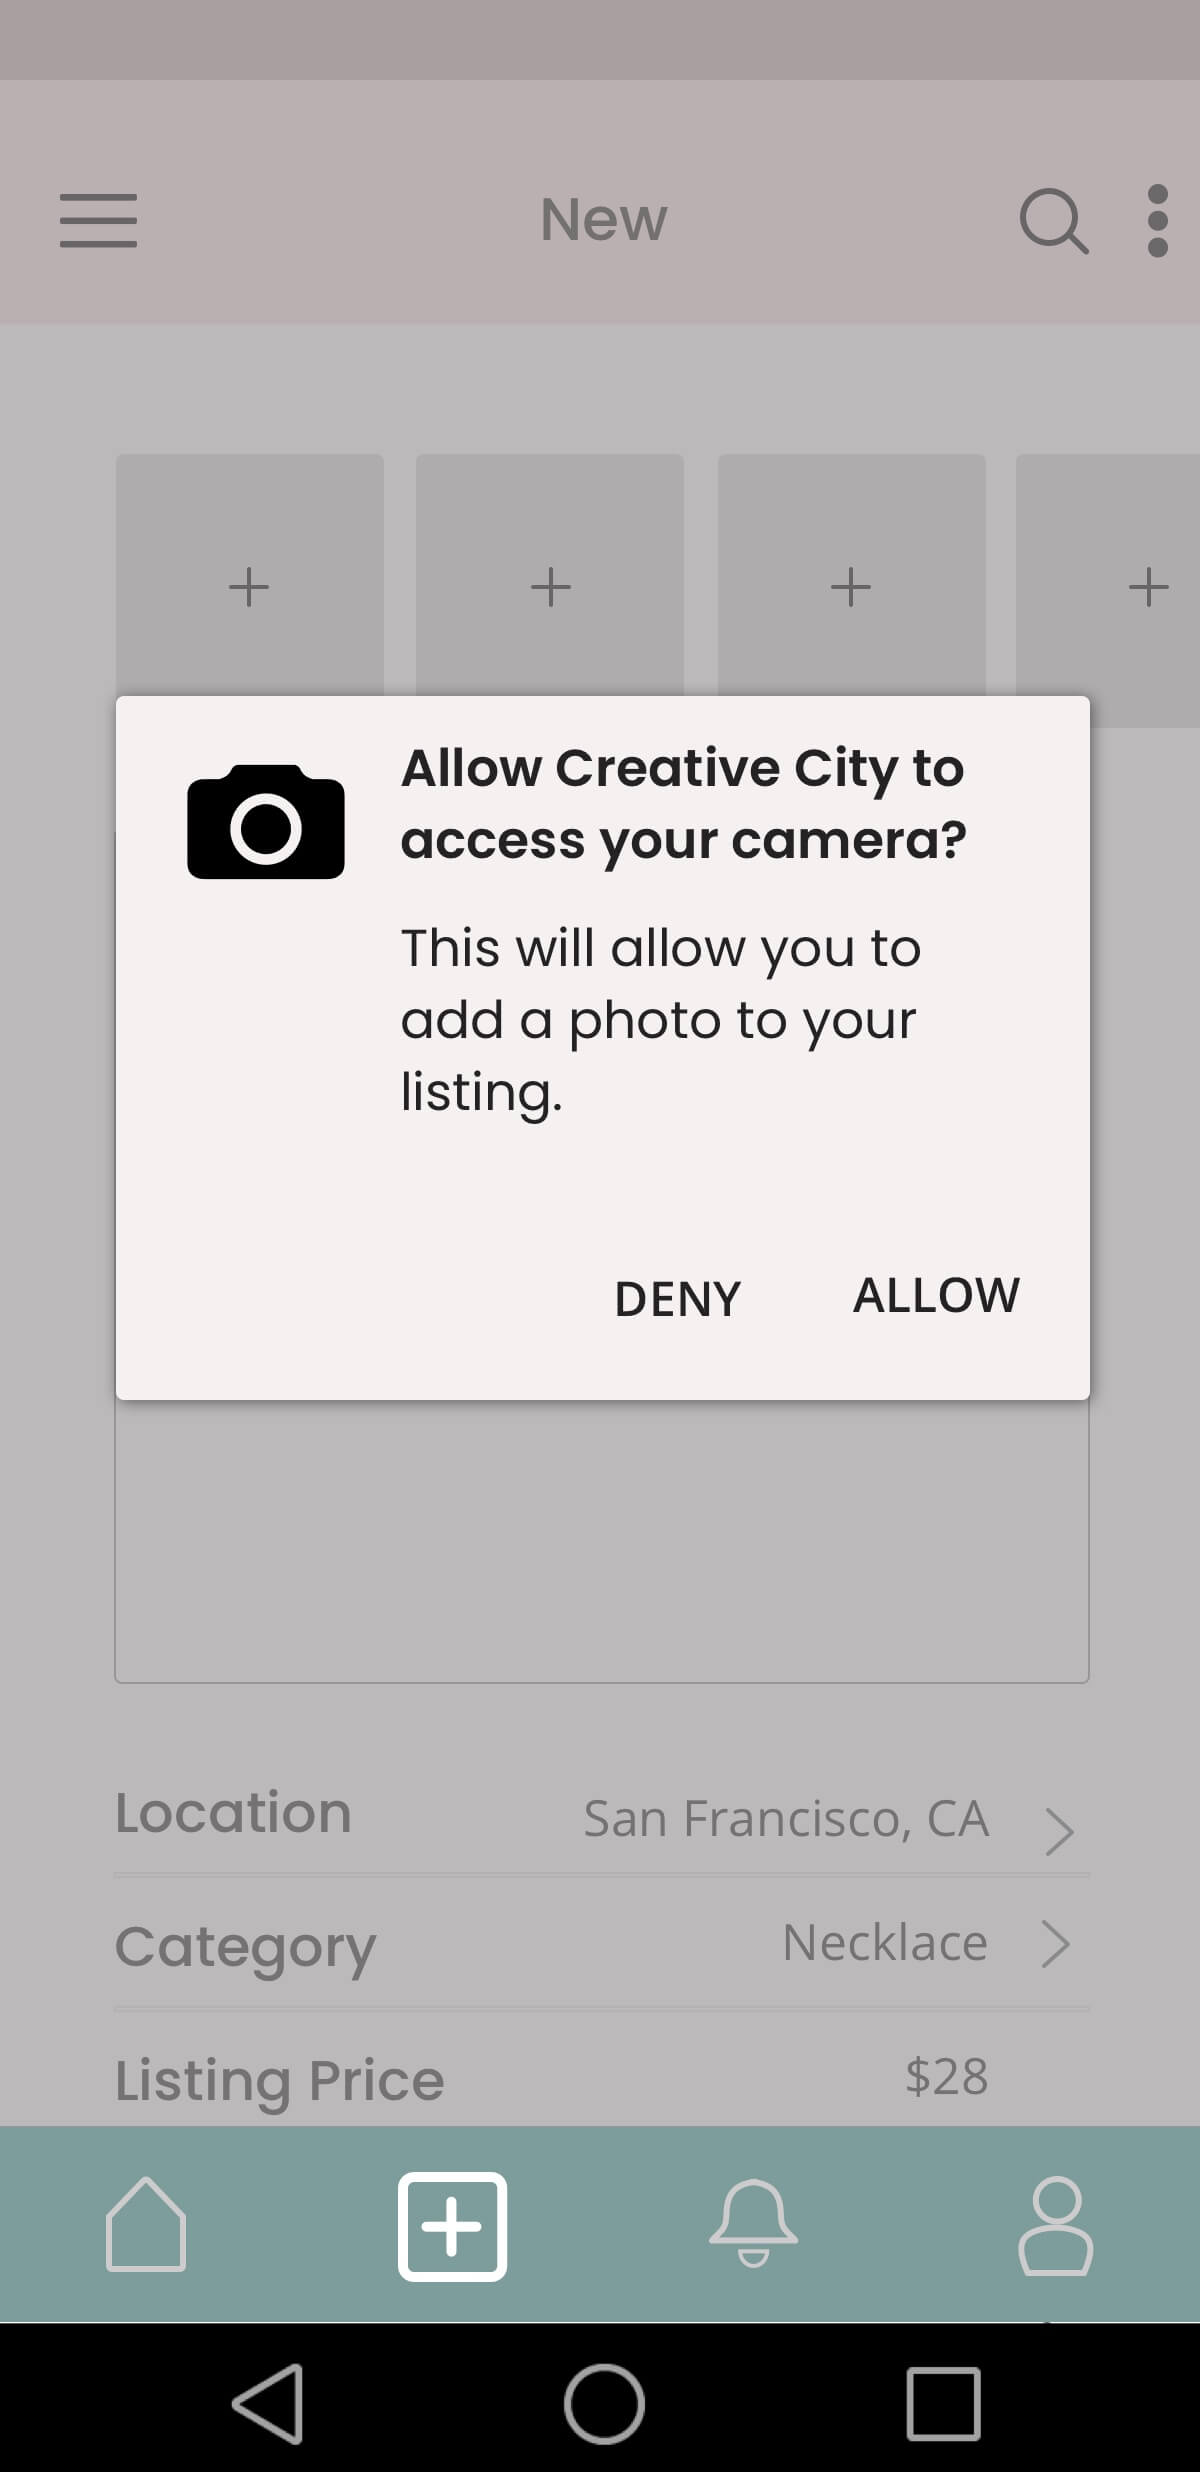 New
Allow Creative City to
access your camera?
This will allow you to
add a photo to your
listing.
DENY ALLOW
Location San Francisco, CA
Category Necklace
Listing Price $28